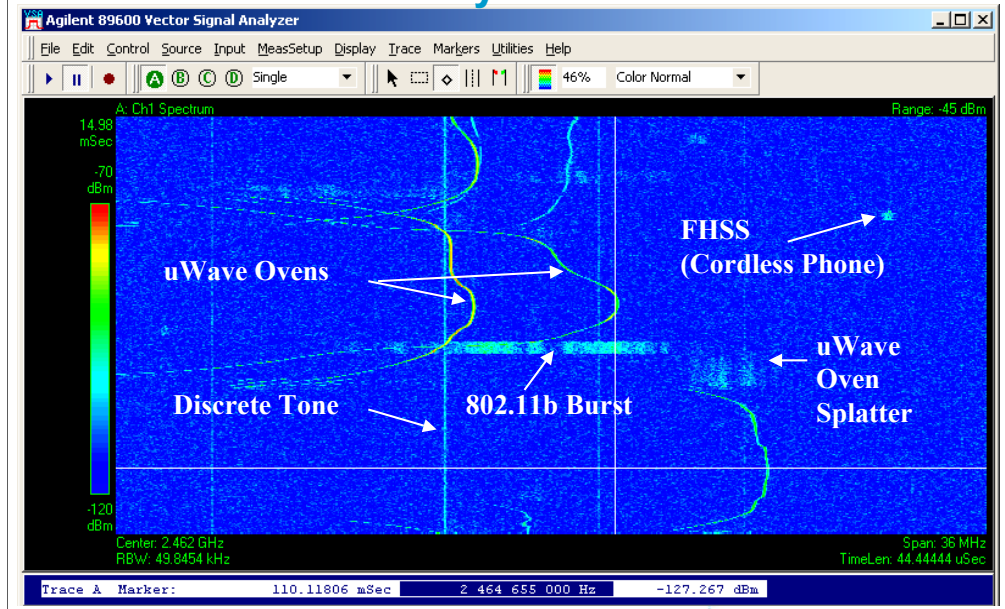 VSA
Agilent 89600 Vector Signal Analyzer
File Edit Control Source Input MeasSetup Display Trace Markers Utilities Help
A B C D Single 46% Color Normal
A: Ch1 Spectrum Range: -45 dBm
14.98
mSec
-70
dBm
FHSS
(Cordless Phone)
uWave Ovens
uWave
Oven
Splatter
Discrete Tone 802.11b Burst
-120
dBm
Center: 2.462 GHz Span: 36 MHz
RBW: 49.8454 kHz TimeLen: 44.44444 uSec
Trace A Marker: 110.11806 mSec 2 464 655 000 Hz -127.267 dBm